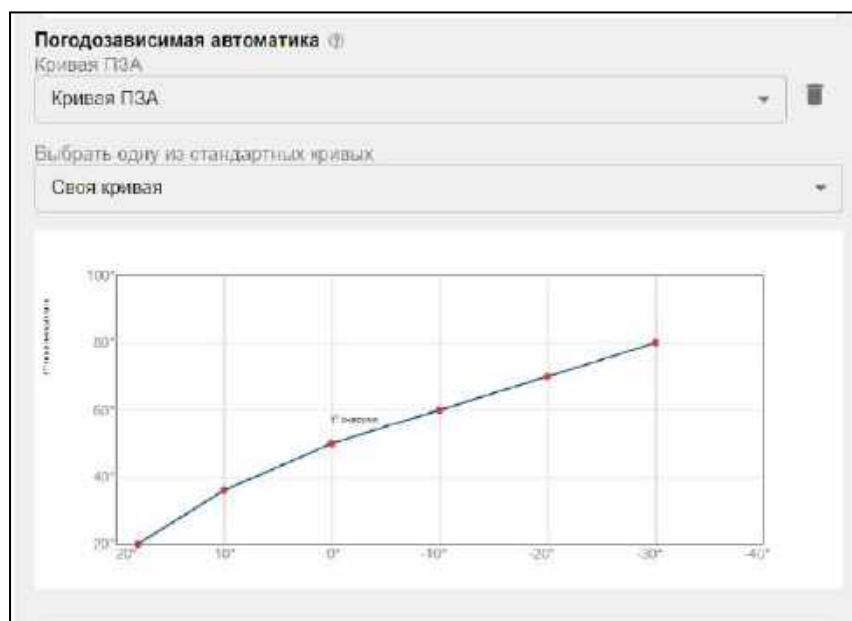 Погодозависимая автоматика
Кривая ПЗА
Кривая ПЗА
Выбрать одну из стандартных кривых
Своя кривая
100°
80°
60°
40°
20°
20° 10° 0° -10° -20° -30° -40°